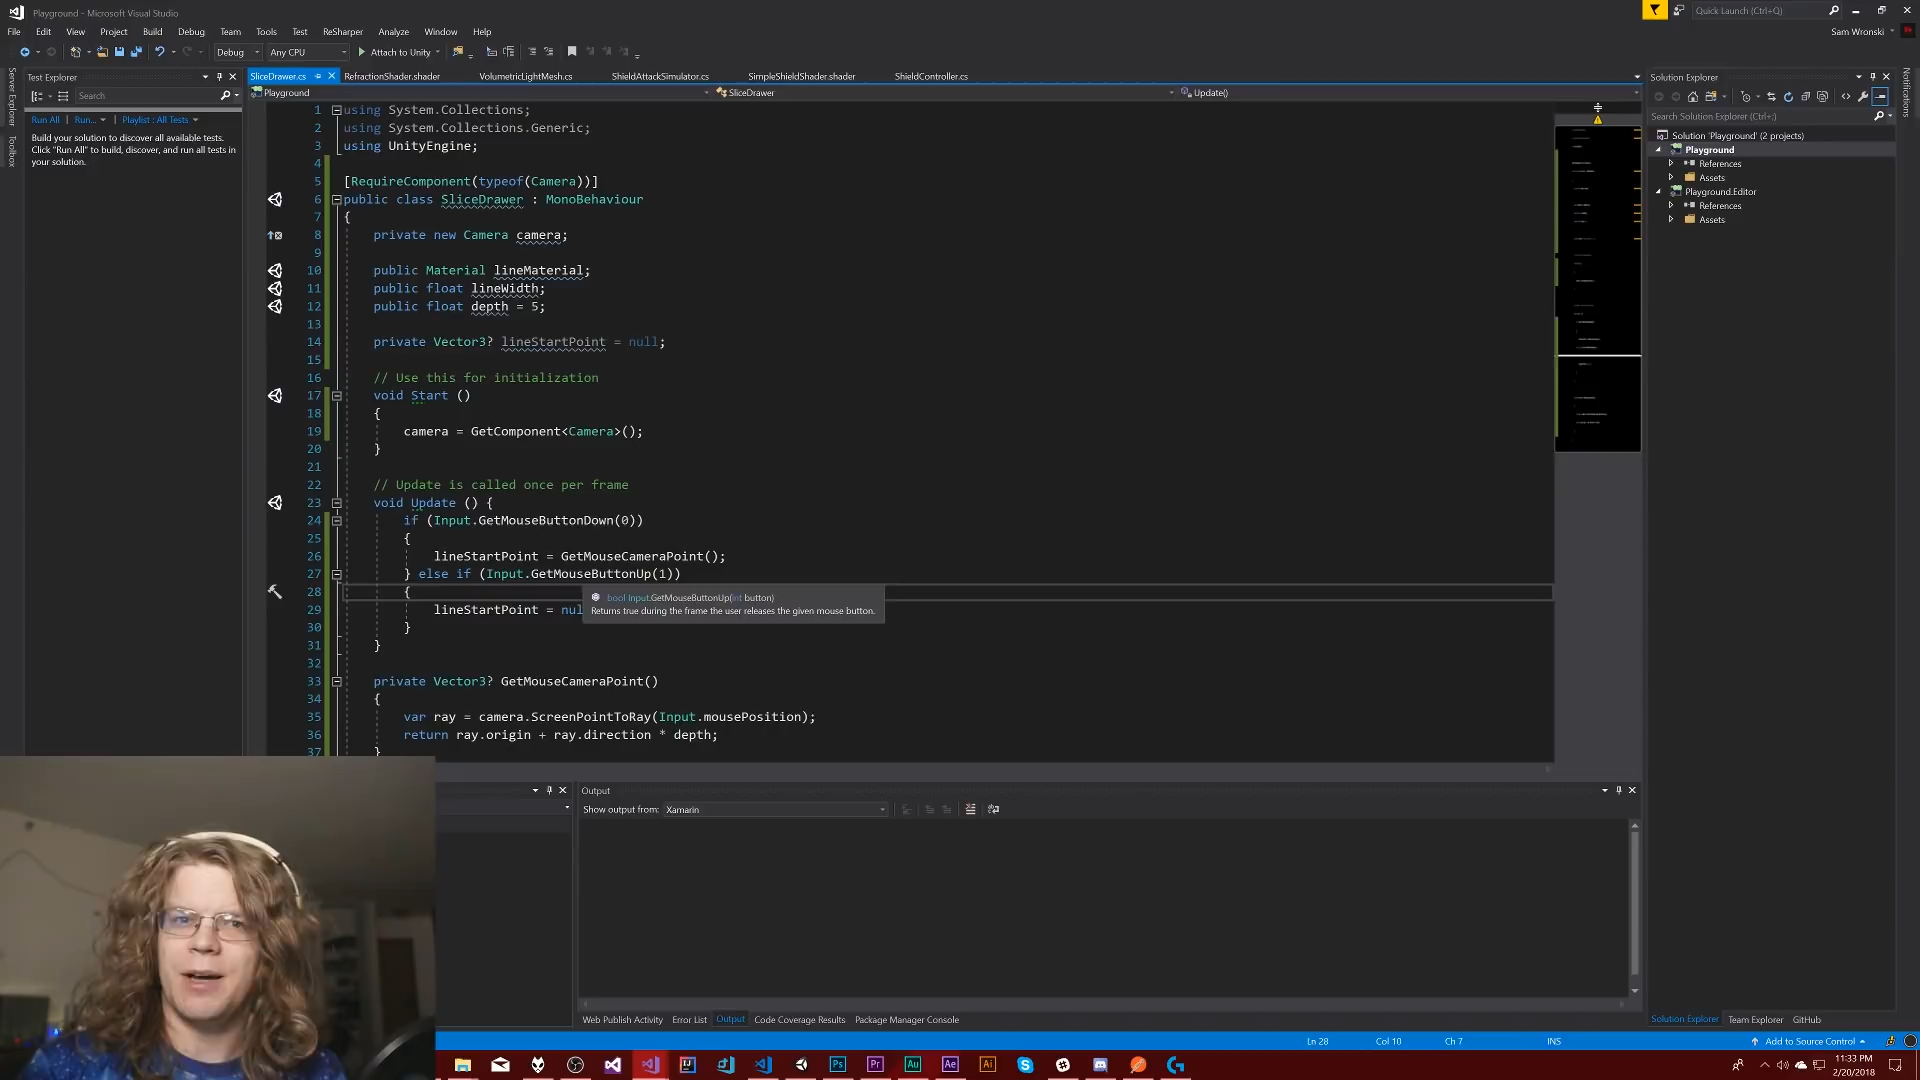 Playground - Microsoft Visual Studio
Quick Launch (Ctrl+Q)
File Edit View Project Build Debug Team Tools Test ReSharper Analyze Window Help
Sam Wronski
Debug Any CPU Attach to Unity
Server Explorer
Toolbox
Notifications
Test Explorer
Search
Run All Run... Playlist : All Tests
Build your solution to discover all available tests.
Click "Run All" to build, discover, and run all tests in
your solution.
SliceDrawer.cs RefractionShader.shader VolumetricLightMesh.cs ShieldAttackSimulator.cs SimpleShieldShader.shader ShieldController.cs
Playground SliceDrawer Update()
1 using System.Collections;
2 using System.Collections.Generic;
3 using UnityEngine;
4
5 [RequireComponent(typeof(Camera))]
6 public class SliceDrawer : MonoBehaviour
7 {
8 private new Camera camera;
9
10 public Material lineMaterial;
11 public float lineWidth;
12 public float depth = 5;
13
14 private Vector3? lineStartPoint = null;
15
16 // Use this for initialization
17 void Start ()
18 {
19 camera = GetComponent<Camera>();
20 }
21
22 // Update is called once per frame
23 void Update () {
24 if (Input.GetMouseButtonDown(0))
25 {
26 lineStartPoint = GetMouseCameraPoint();
27 } else if (Input.GetMouseButtonUp(1))
28 {
29 lineStartPoint = nul
30 }
31 }
32
33 private Vector3? GetMouseCameraPoint()
34 {
35 var ray = camera.ScreenPointToRay(Input.mousePosition);
36 return ray.origin + ray.direction * depth;
37 }
bool Input.GetMouseButtonUp(int button)
Returns true during the frame the user releases the given mouse button.
Solution Explorer
Search Solution Explorer (Ctrl+;)
Solution 'Playground' (2 projects)
Playground
References
Assets
Playground.Editor
References
Assets
Output
Show output from: Xamarin
Web Publish Activity Error List Output Code Coverage Results Package Manager Console
Solution Explorer Team Explorer GitHub
Ln 28 Col 10 Ch 7 INS Add to Source Control
Ps Pr Au Ae Ai
11:33 PM
2/20/2018